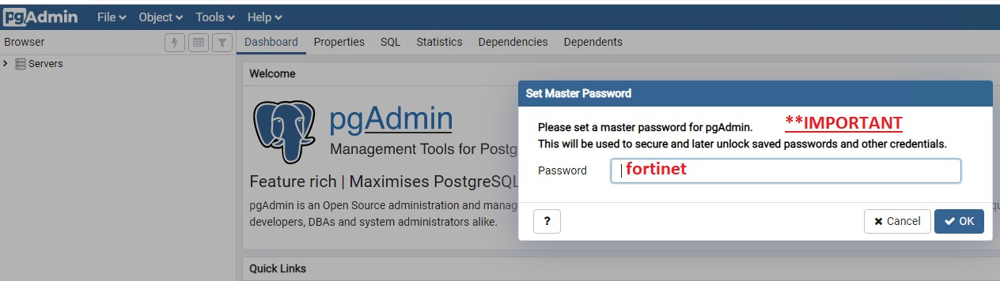 pgAdmin File Object Tools Help
Browser
Dashboard Properties SQL Statistics Dependencies Dependents
Servers
Welcome
pgAdmin
Management Tools for Postg
Feature rich | Maximises PostgreSQL
pgAdmin is an Open Source administration and manag
developers, DBAs and system administrators alike.
Quick Links
Set Master Password
Please set a master password for pgAdmin. **IMPORTANT
This will be used to secure and later unlock saved passwords and other credentials.
Password fortinet
? Cancel OK